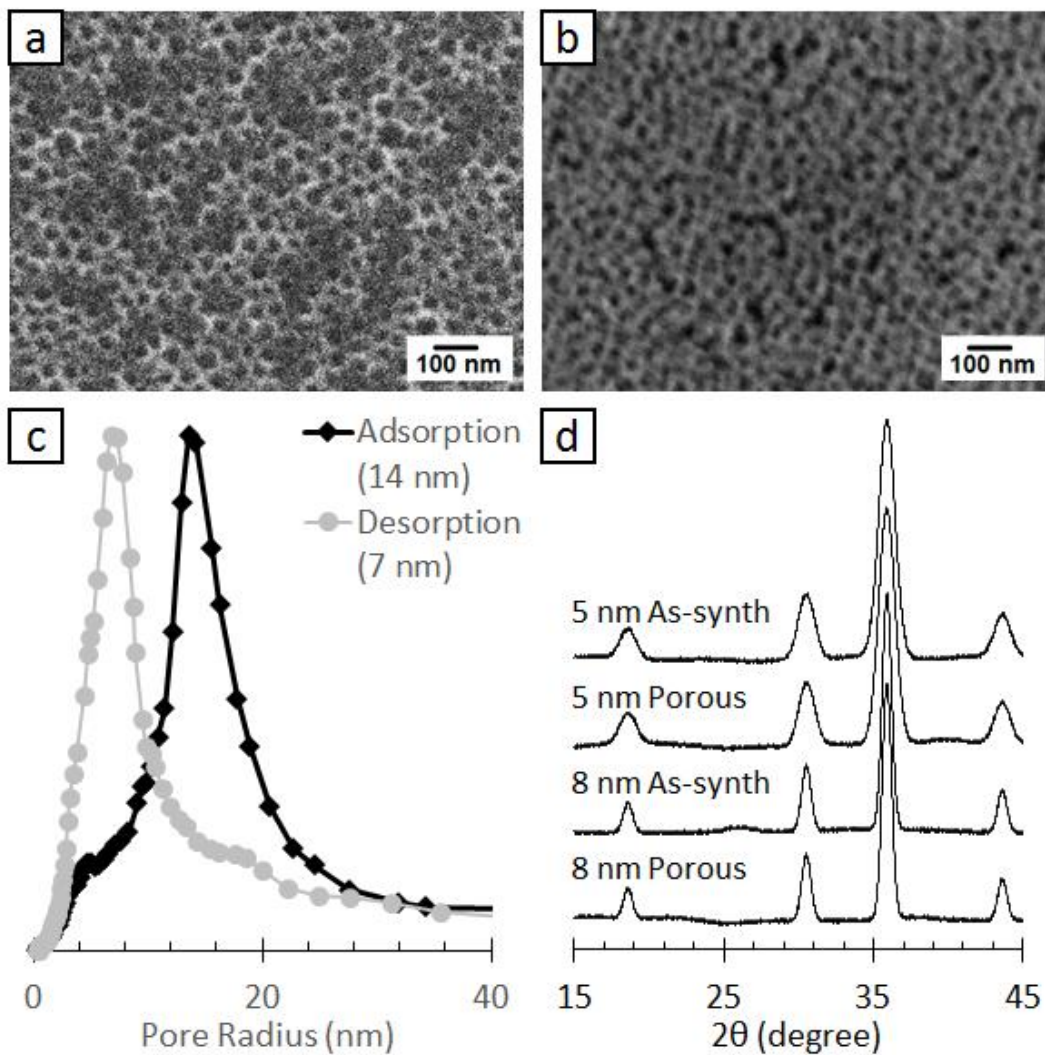 a
b
100 nm
100 nm
c
Adsorption
(14 nm)
Desorption
(7 nm)
0
20
40
Pore Radius (nm)
d
5 nm As-synth
5 nm Porous
8 nm As-synth
8 nm Porous
15
25
35
45
2θ (degree)